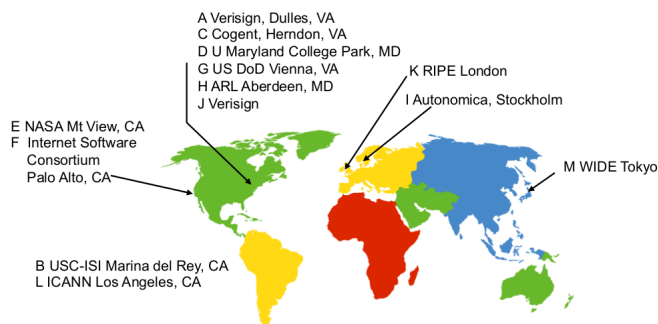 A Verisign, Dulles, VA
C Cogent, Herndon, VA
D U Maryland College Park, MD
G US DoD Vienna, VA
H ARL Aberdeen, MD
J Verisign
K RIPE London
I Autonomica, Stockholm
E NASA Mt View, CA
F Internet Software
Consortium
Palo Alto, CA
M WIDE Tokyo
B USC-ISI Marina del Rey, CA
L ICANN Los Angeles, CA